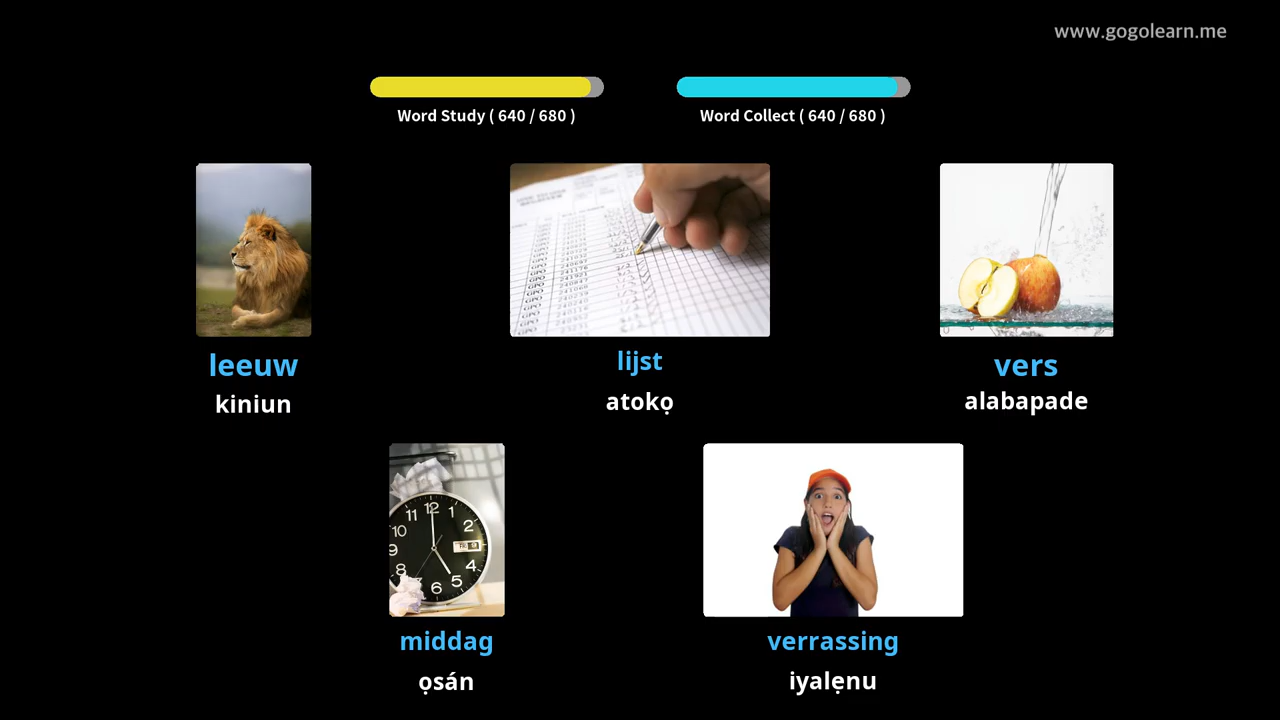 www.gogolearn.me
Word Study ( 640 / 680 )
Word Collect ( 640 / 680 )
leeuw
kiniun
lijst
atokọ
vers
alabapade
middag
ọsán
verrassing
iyalẹnu